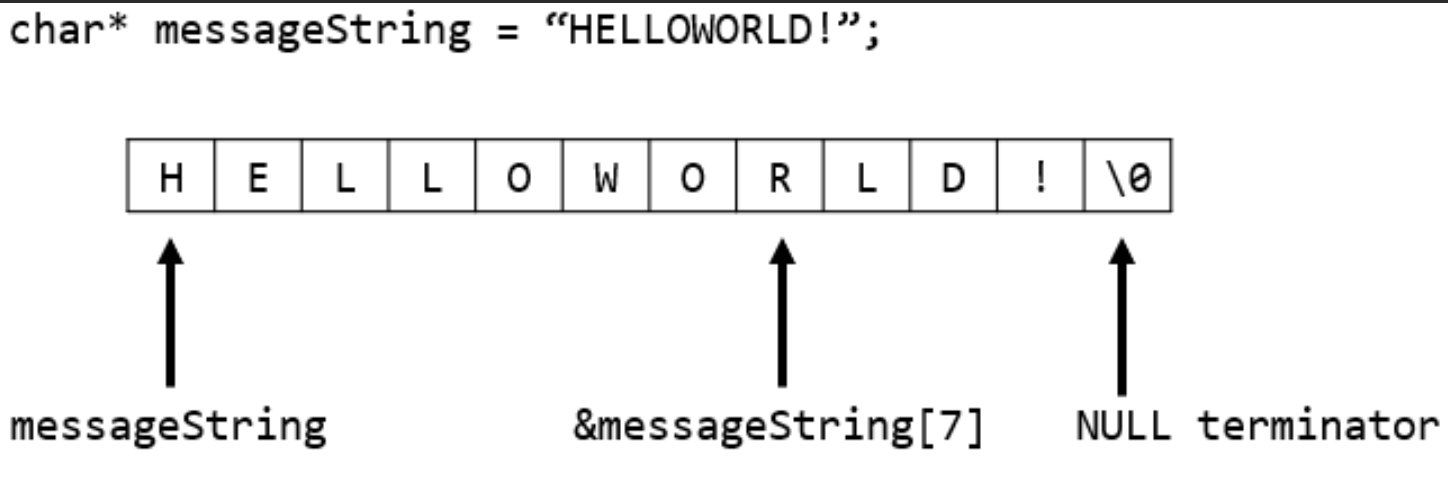 char* messageString = “HELLOWORLD!”;
H E L L O W O R L D ! \0
messageString &messageString[7] NULL terminator